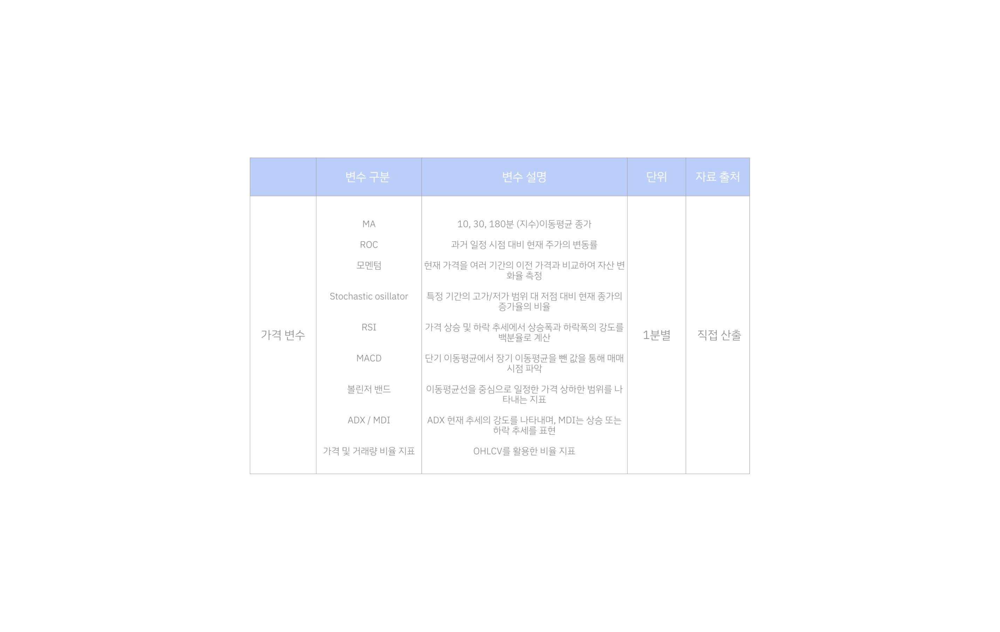 변수 구분
변수 설명
단위
자료 출처
가격 변수
MA
10, 30, 180분 (지수)이동평균 종가
ROC
과거 일정 시점 대비 현재 주가의 변동률
모멘텀
현재 가격을 여러 기간의 이전 가격과 비교하여 자산 변
화율 측정
Stochastic osillator
특정 기간의 고가/저가 범위 대 저점 대비 현재 종가의
증가율의 비율
RSI
가격 상승 및 하락 추세에서 상승폭과 하락폭의 강도를
백분율로 계산
MACD
단기 이동평균에서 장기 이동평균을 뺀 값을 통해 매매
시점 파악
볼린저 밴드
이동평균선을 중심으로 일정한 가격 상하한 범위를 나
타내는 지표
ADX / MDI
ADX 현재 추세의 강도를 나타내며, MDI는 상승 또는
하락 추세를 표현
가격 및 거래량 비율 지표
OHLCV를 활용한 비율 지표
1분별
직접 산출